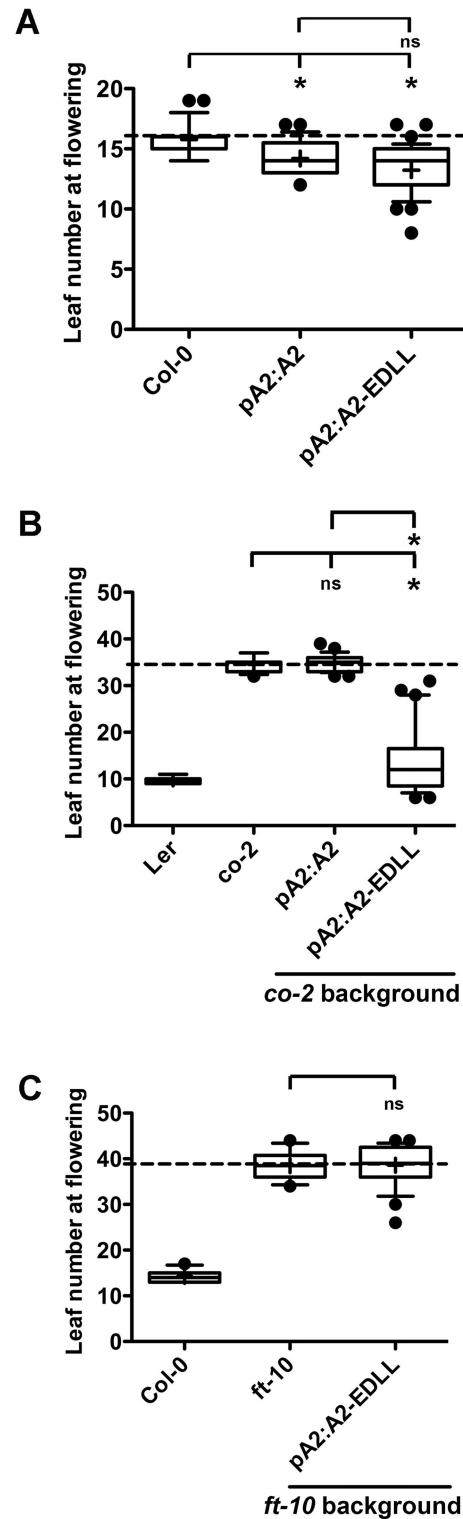 A
ns
* *
Leaf number at flowering
20
15
10
5
0
Col-0
pA2:A2
pA2:A2-EDLL
B
*
ns *
Leaf number at flowering
50
40
30
20
10
0
Ler
co-2
pA2:A2
pA2:A2-EDLL
co-2 background
C
ns
Leaf number at flowering
50
40
30
20
10
0
Col-0
ft-10
pA2:A2-EDLL
ft-10 background